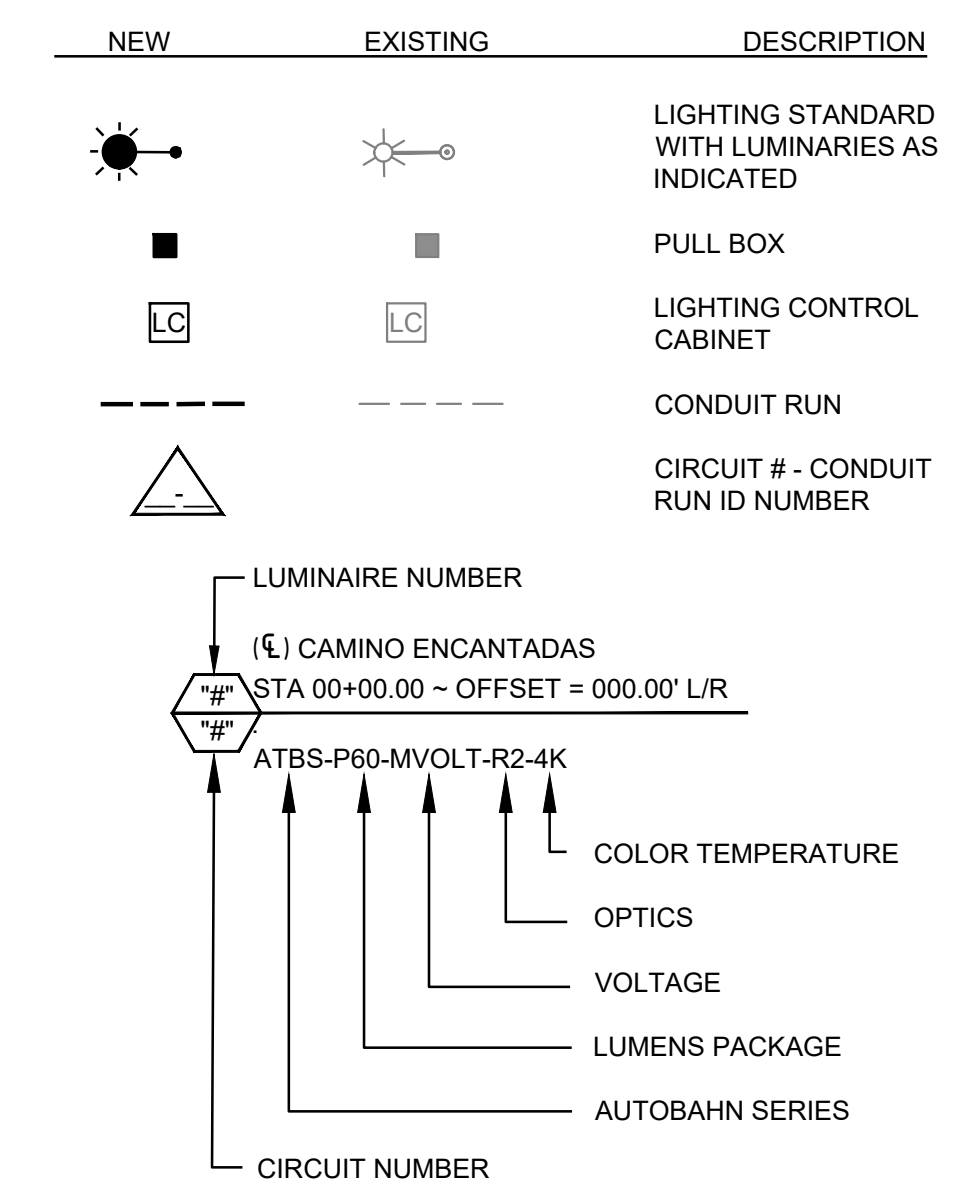 NEW EXISTING DESCRIPTION
LIGHTING STANDARD
WITH LUMINARIES AS
INDICATED
PULL BOX
LC LC LIGHTING CONTROL
CABINET
CONDUIT RUN
-
CIRCUIT # - CONDUIT
RUN ID NUMBER
LUMINAIRE NUMBER
(℄) CAMINO ENCANTADAS
"#" STA 00+00.00 ~ OFFSET = 000.00' L/R
"#"
ATBS-P60-MVOLT-R2-4K
COLOR TEMPERATURE
OPTICS
VOLTAGE
LUMENS PACKAGE
AUTOBAHN SERIES
CIRCUIT NUMBER